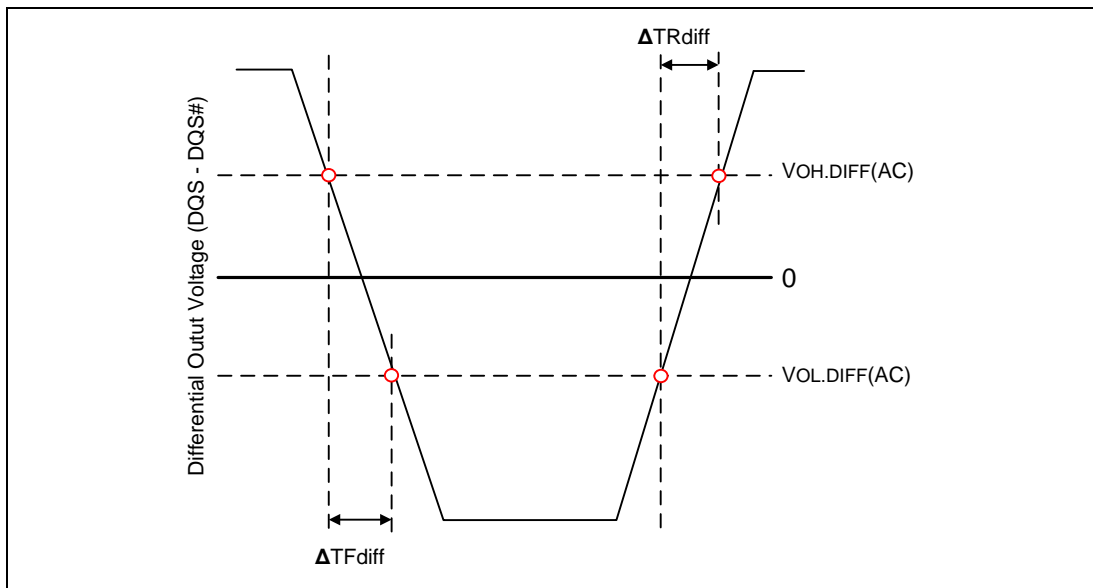 ΔTRdiff
Differential Outut Voltage (DQS - DQS#)
VOH.DIFF(AC)
0
VOL.DIFF(AC)
ΔTFdiff